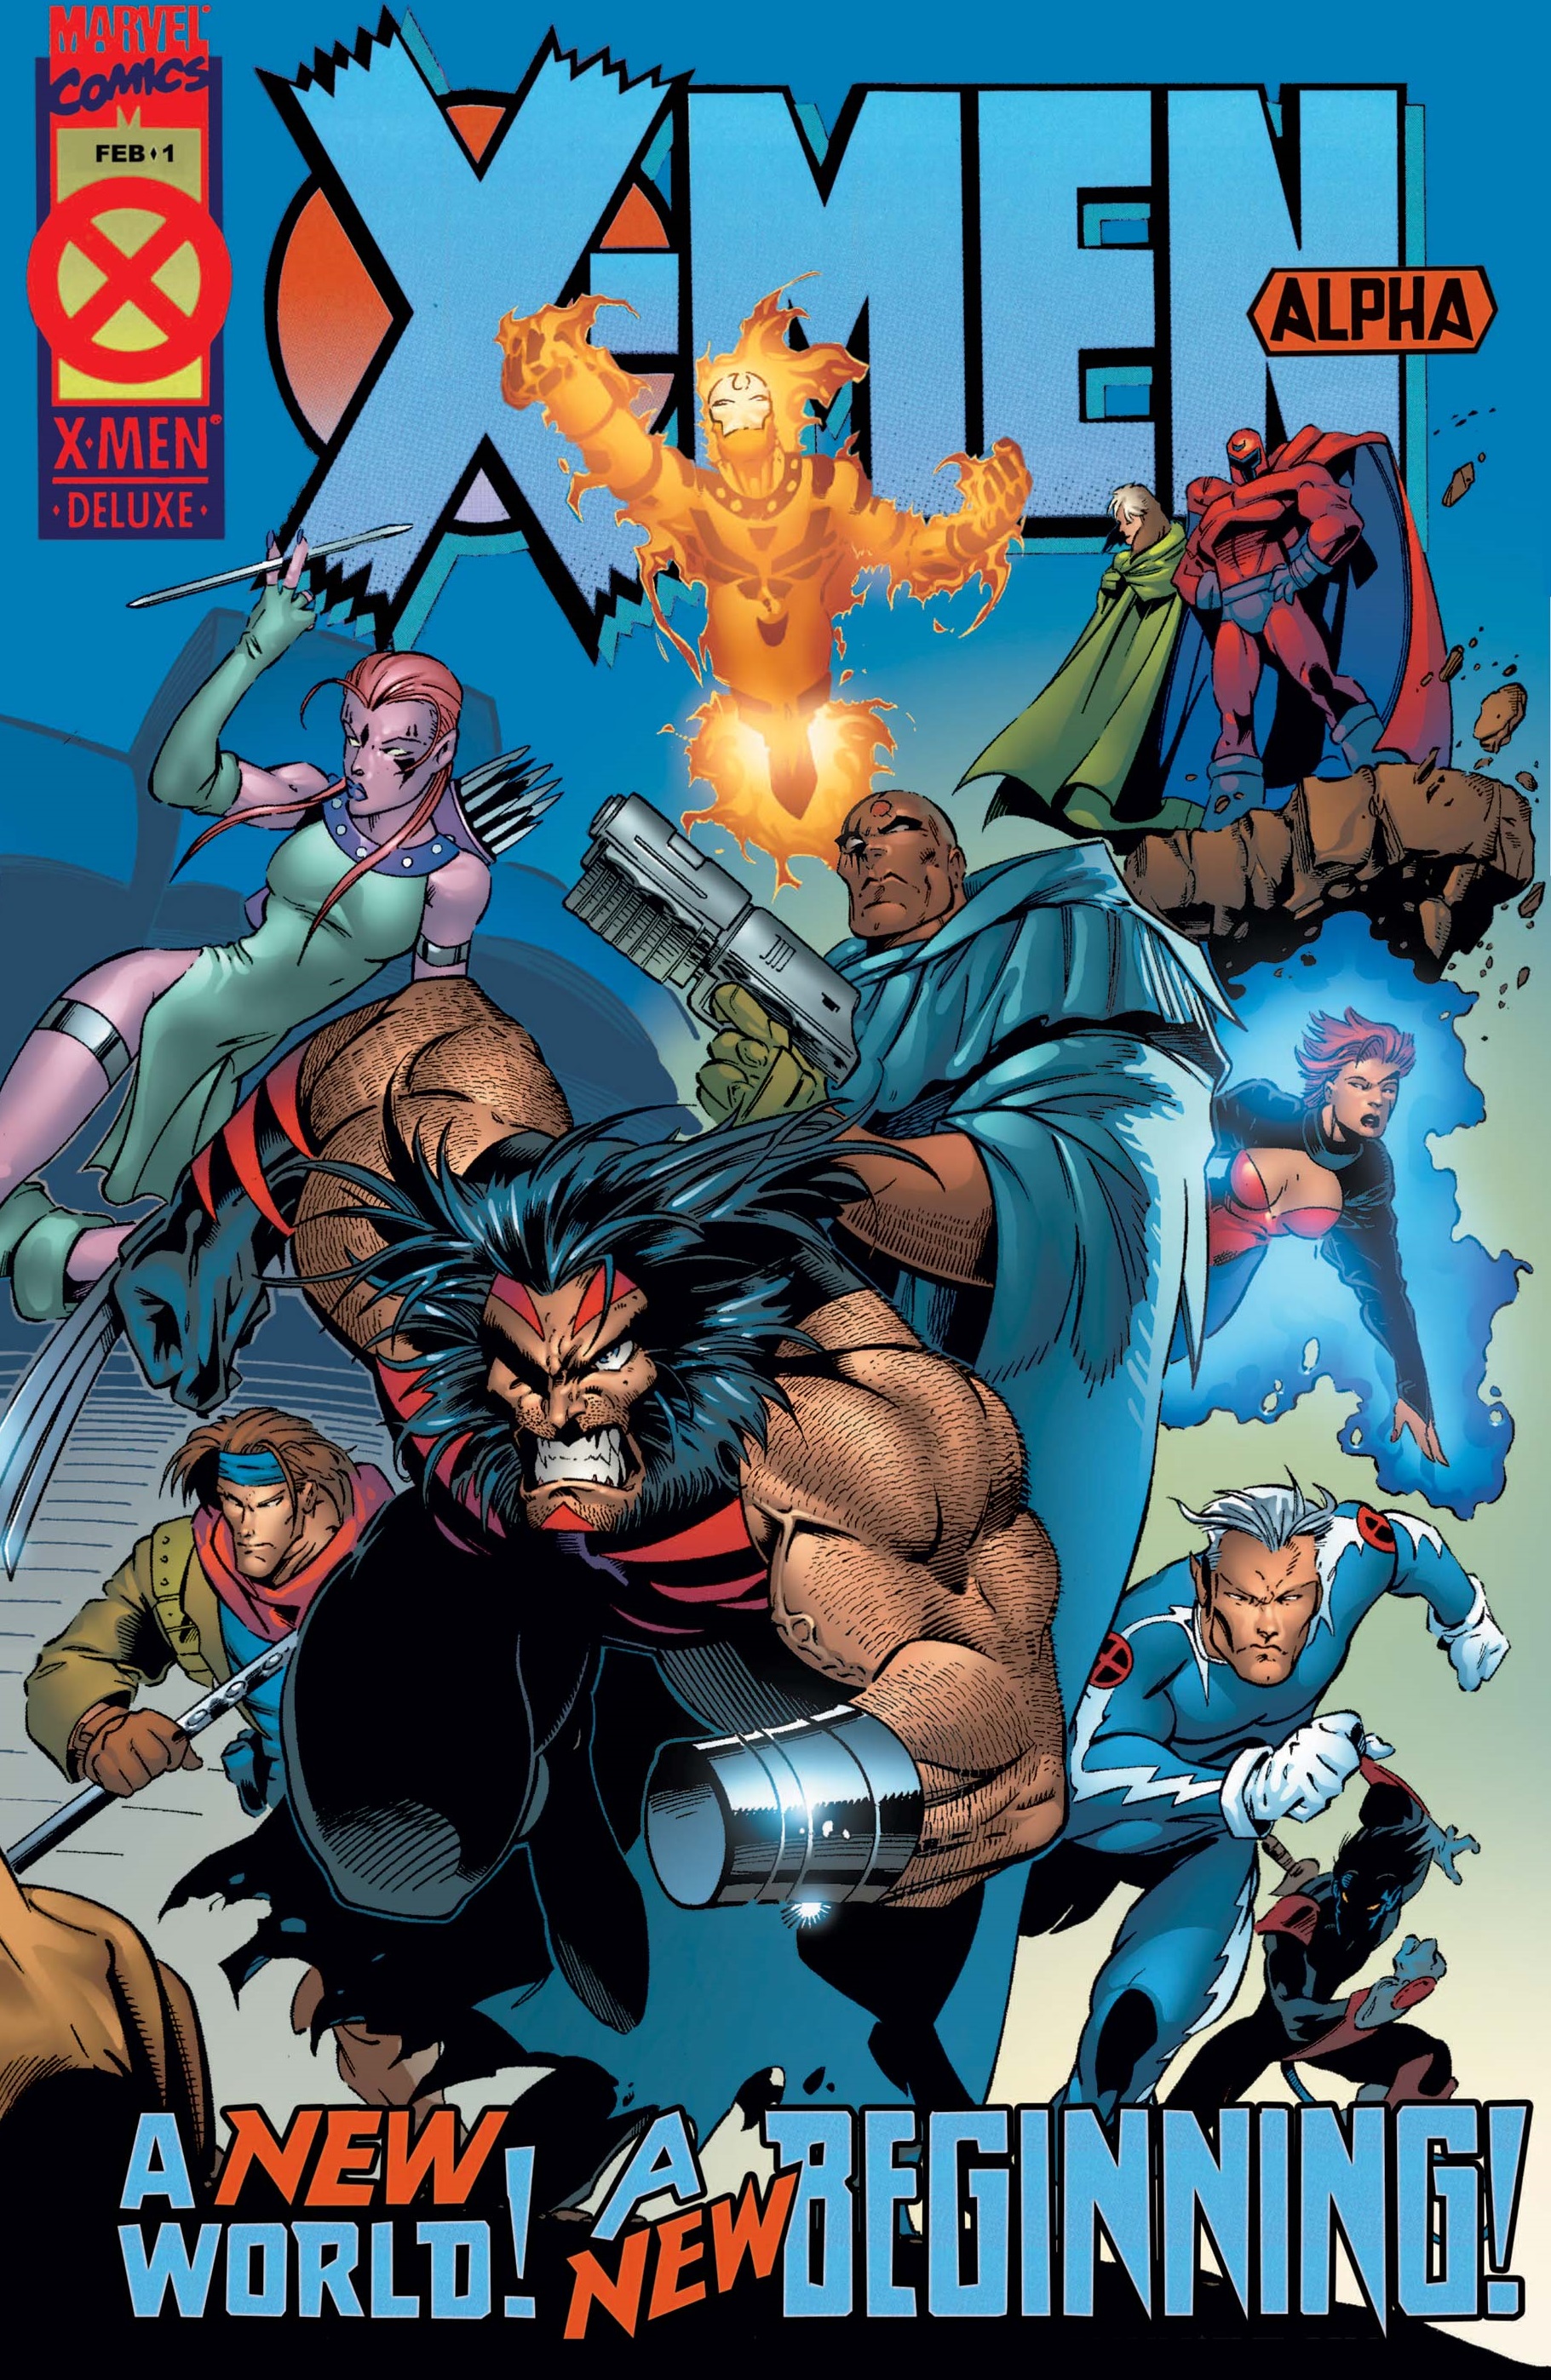 MARVEL
COMICS
FEB 1
X·MEN
·DELUXE·
X-MEN
ALPHA
A NEW
WORLD!
A
NEW
BEGINNING!